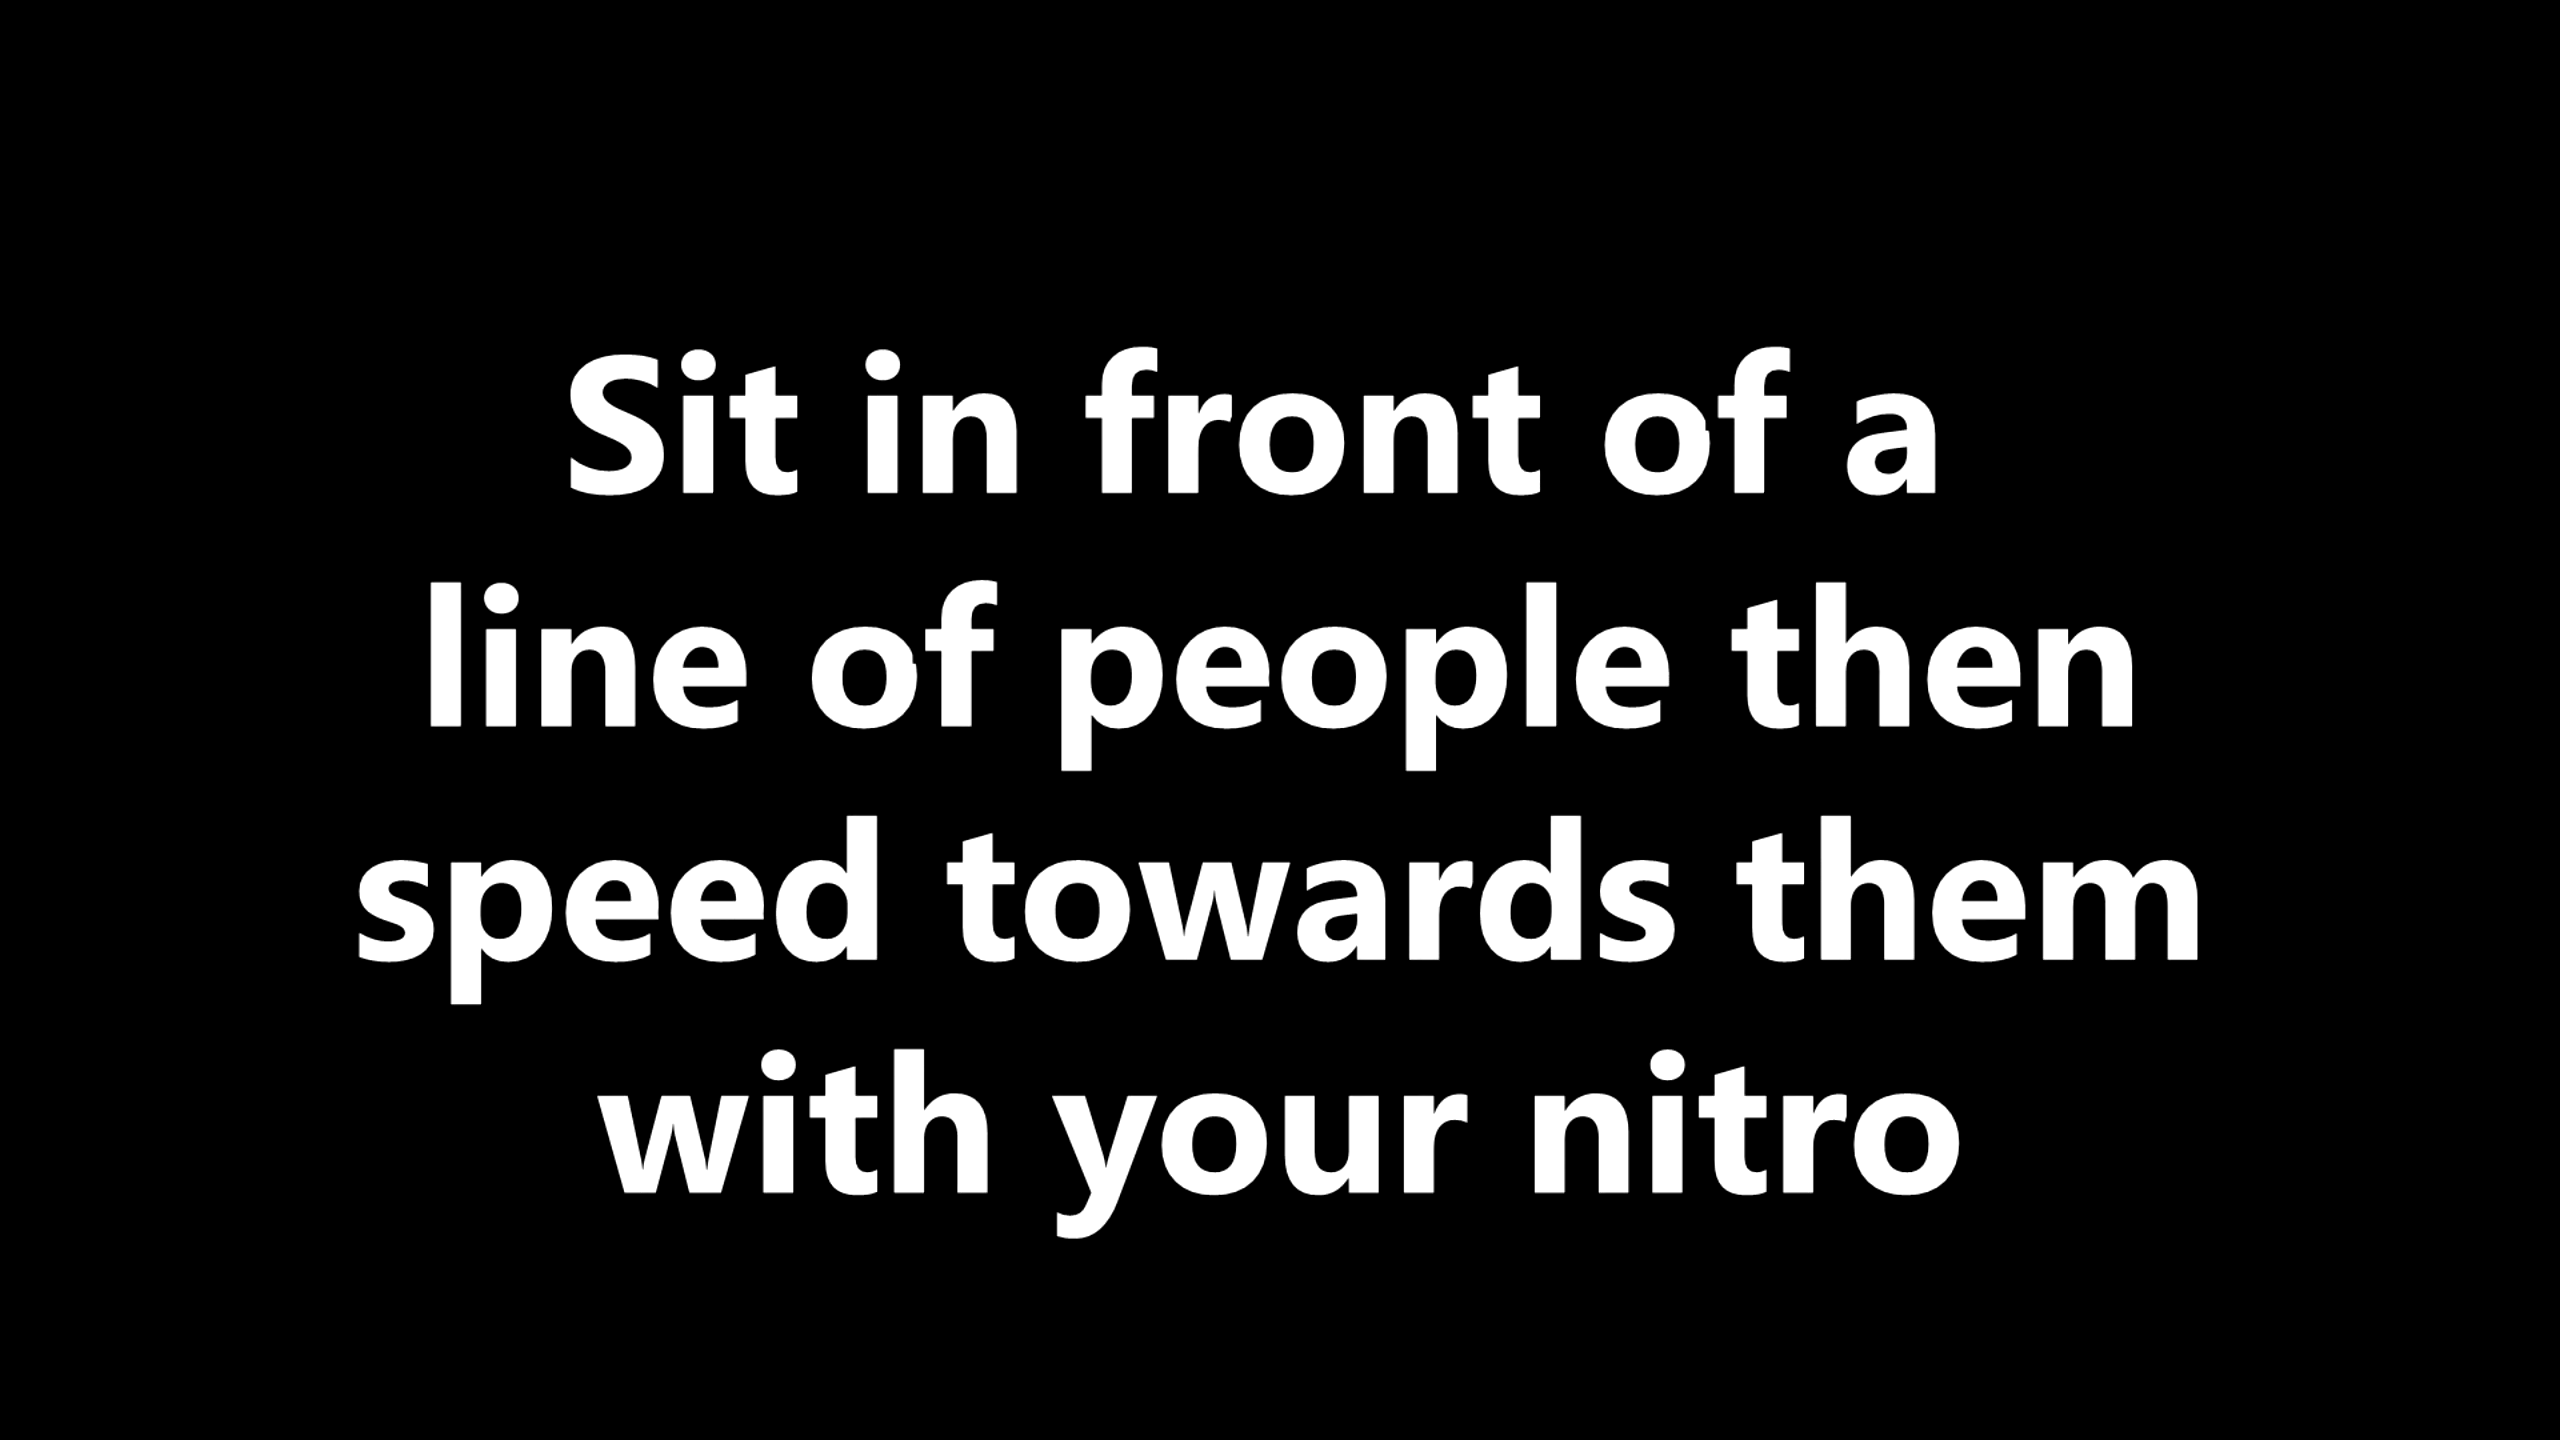 Sit in front of a
line of people then
speed towards them
with your nitro